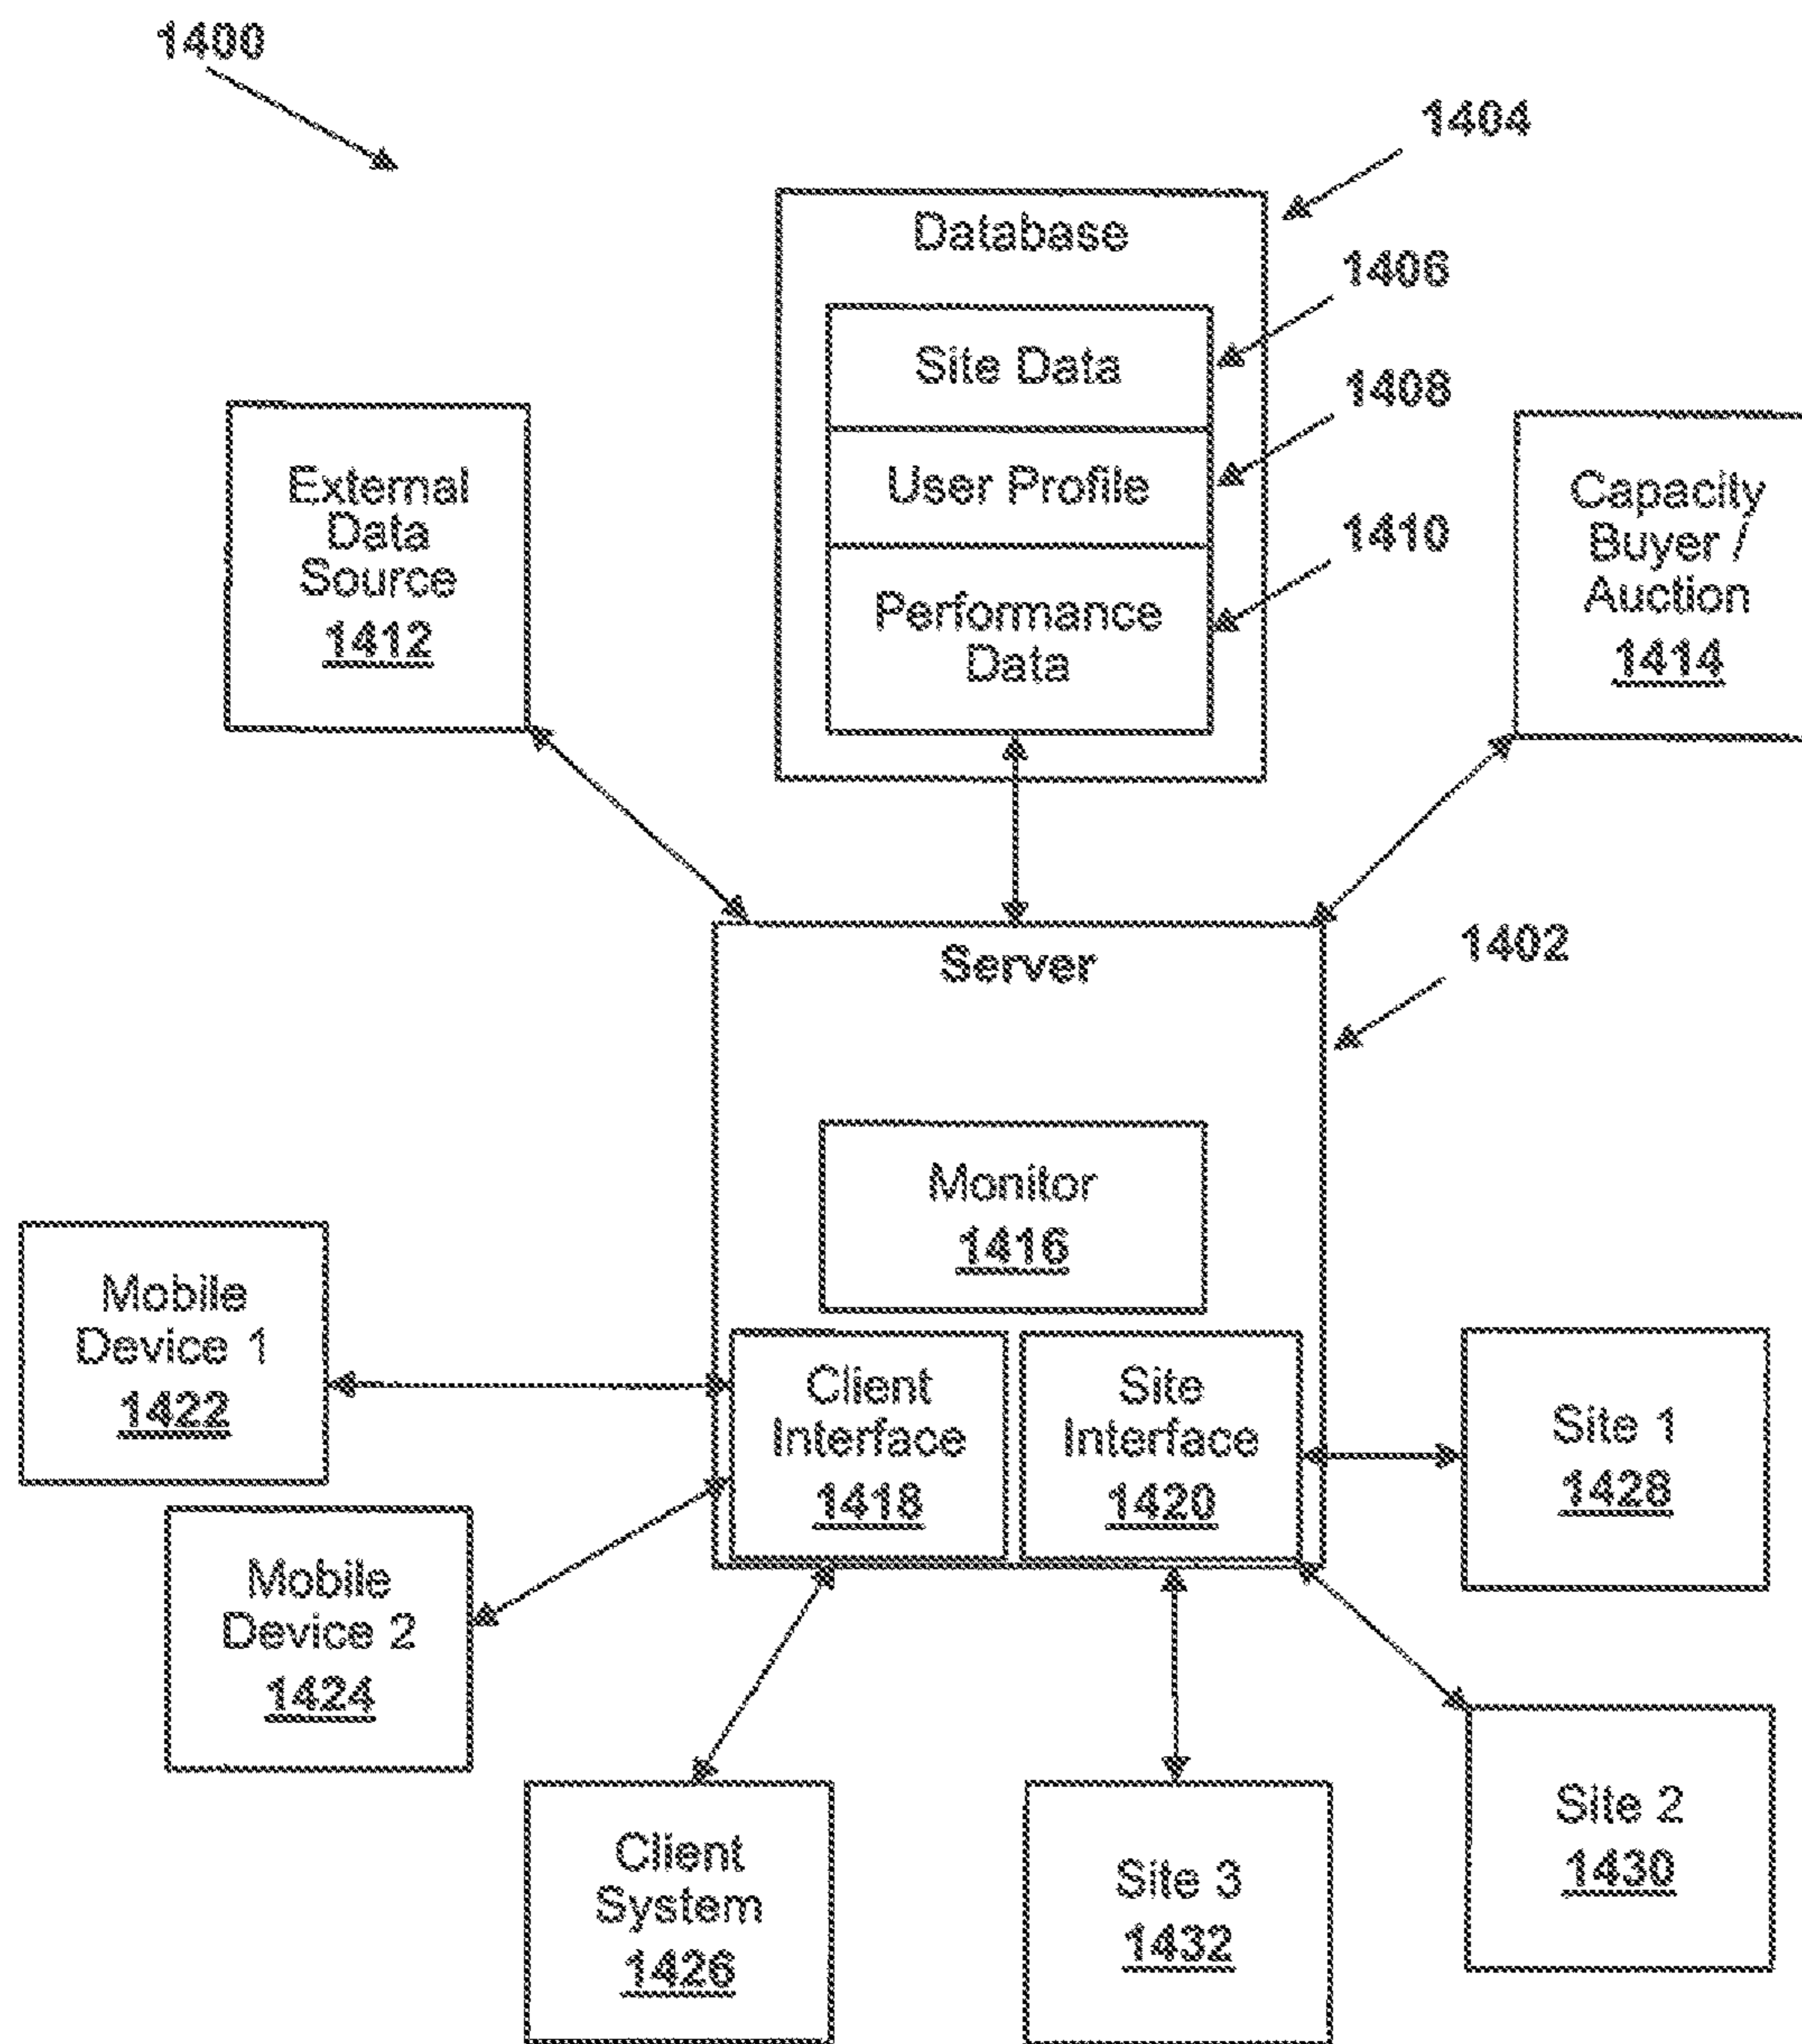 1400
1404
Database
1406
Site Data
1408
User Profile
1410
Performance
Data
External
Data
Source
1412
Capacity
Buyer /
Auction
1414
Server
1402
Monitor
1416
Mobile
Device 1
1422
Client
Interface
1418
Site
Interface
1420
Site 1
1428
Mobile
Device 2
1424
Client
System
1426
Site 3
1432
Site 2
1430